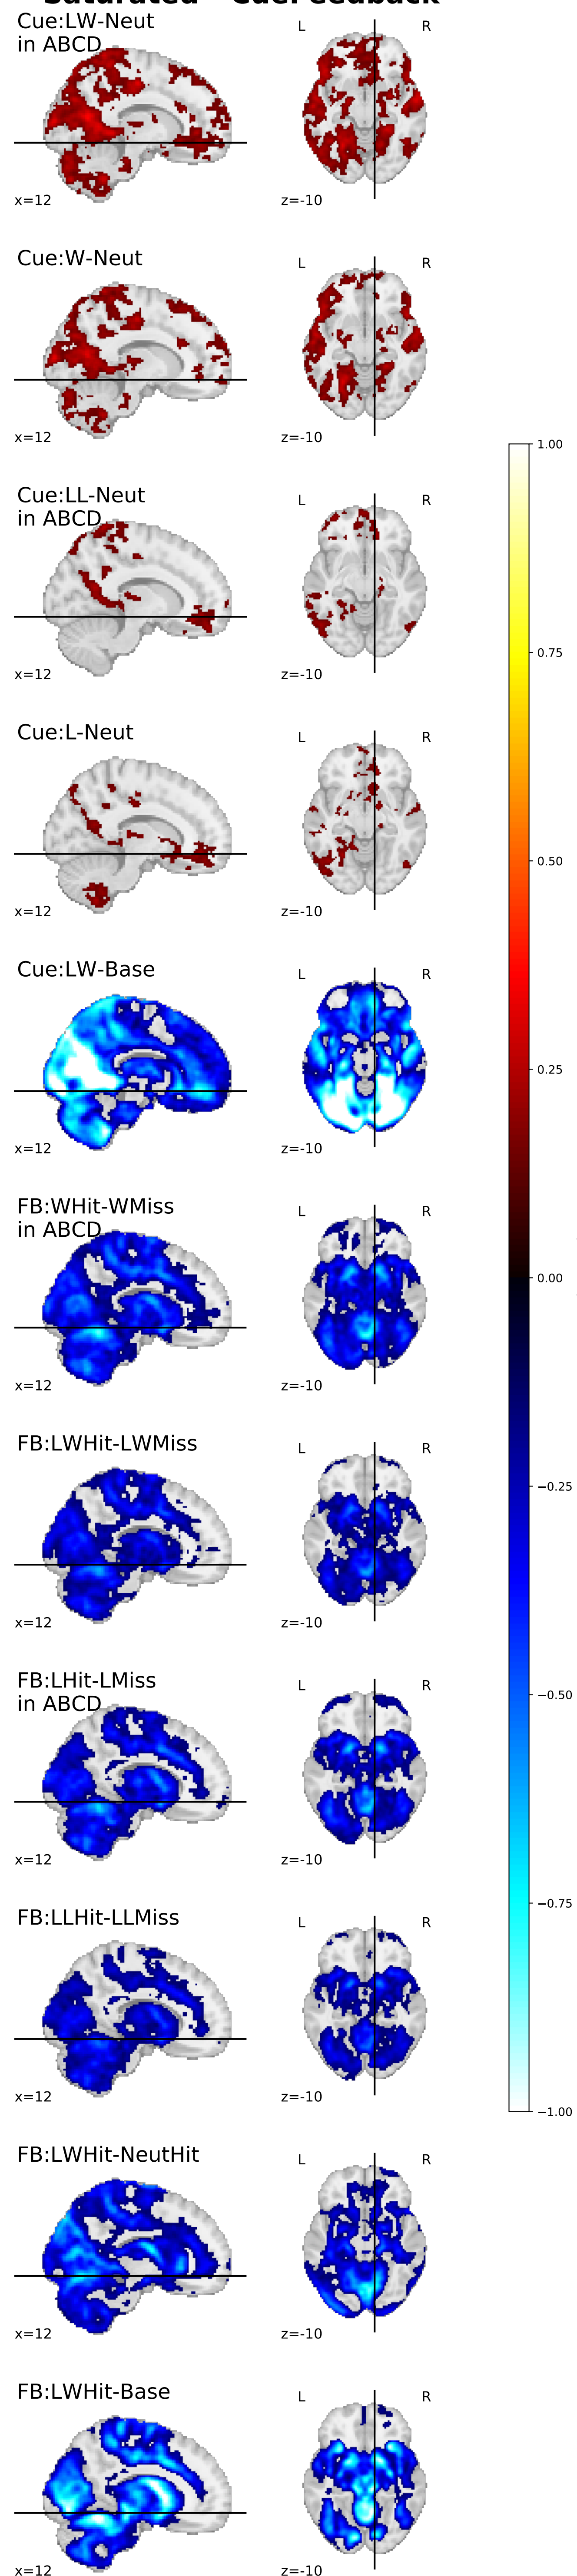 Saturated - CueFeedback
Cue:LW-Neut
in ABCD
L R
x=12 z=-10
Cue:W-Neut
L R
x=12 z=-10
Cue:LL-Neut
in ABCD
L R
x=12 z=-10
Cue:L-Neut
L R
x=12 z=-10
Cue:LW-Base
L R
x=12 z=-10
FB:WHit-WMiss
in ABCD
L R
x=12 z=-10
FB:LWHit-LWMiss
L R
x=12 z=-10
FB:LHit-LMiss
in ABCD
L R
x=12 z=-10
FB:LLHit-LLMiss
L R
x=12 z=-10
FB:LWHit-NeutHit
L R
x=12 z=-10
FB:LWHit-Base
L R
x=12 z=-10
1.00
0.75
0.50
0.25
0.00
−0.25
−0.50
−0.75
−1.00